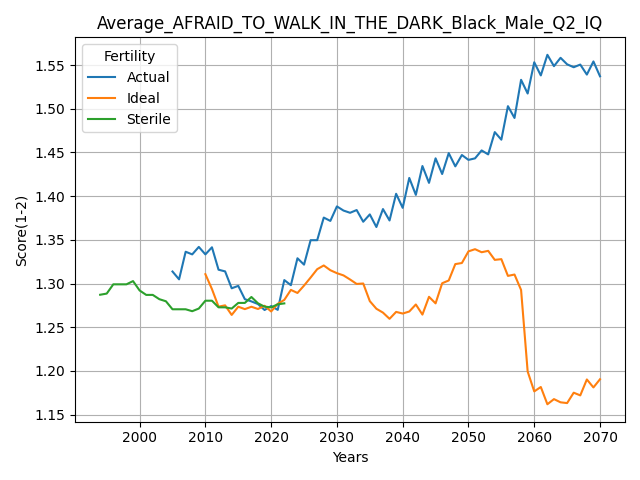 Average_AFRAID_TO_WALK_IN_THE_DARK_Black_Male_Q2_IQ
Fertility
Actual
Ideal
Sterile
1.55
1.50
1.45
1.40
1.35
1.30
1.25
1.20
1.15
Score(1-2)
2000 2010 2020 2030 2040 2050 2060 2070
Years